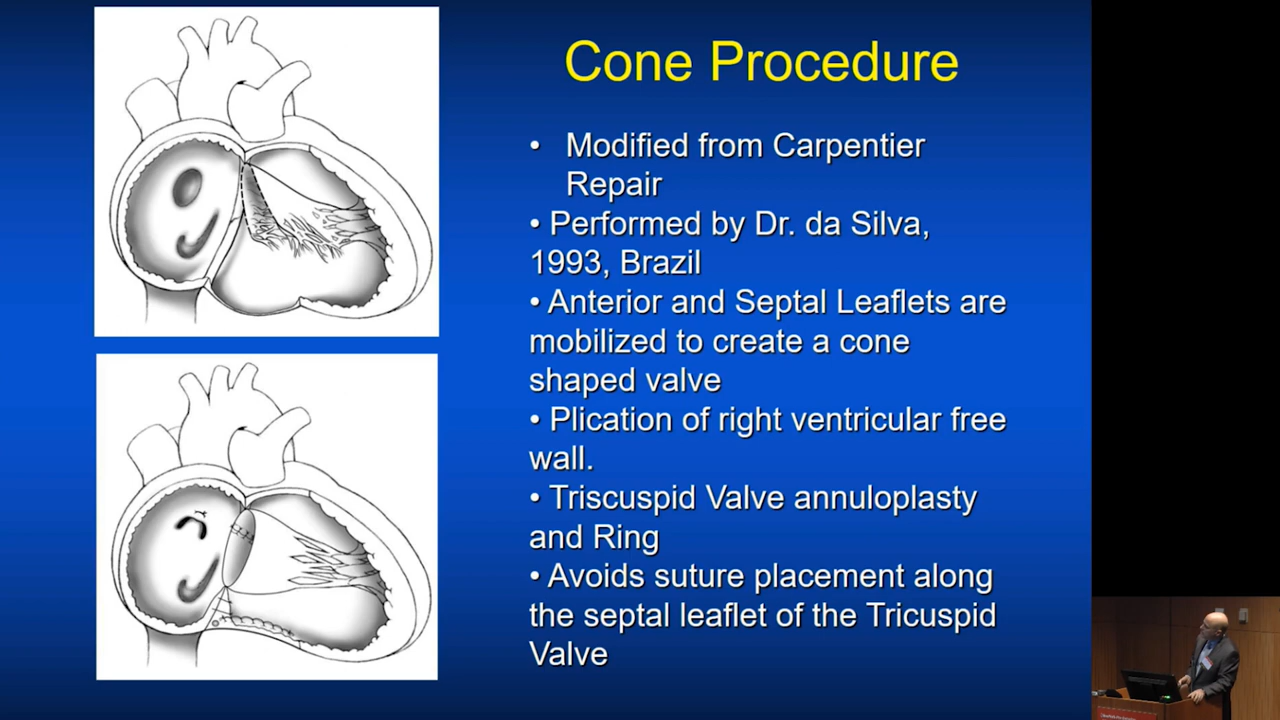 Cone Procedure
• Modified from Carpentier
Repair
• Performed by Dr. da Silva,
1993, Brazil
• Anterior and Septal Leaflets are
mobilized to create a cone
shaped valve
• Plication of right ventricular free
wall.
• Triscuspid Valve annuloplasty
and Ring
• Avoids suture placement along
the septal leaflet of the Tricuspid
Valve